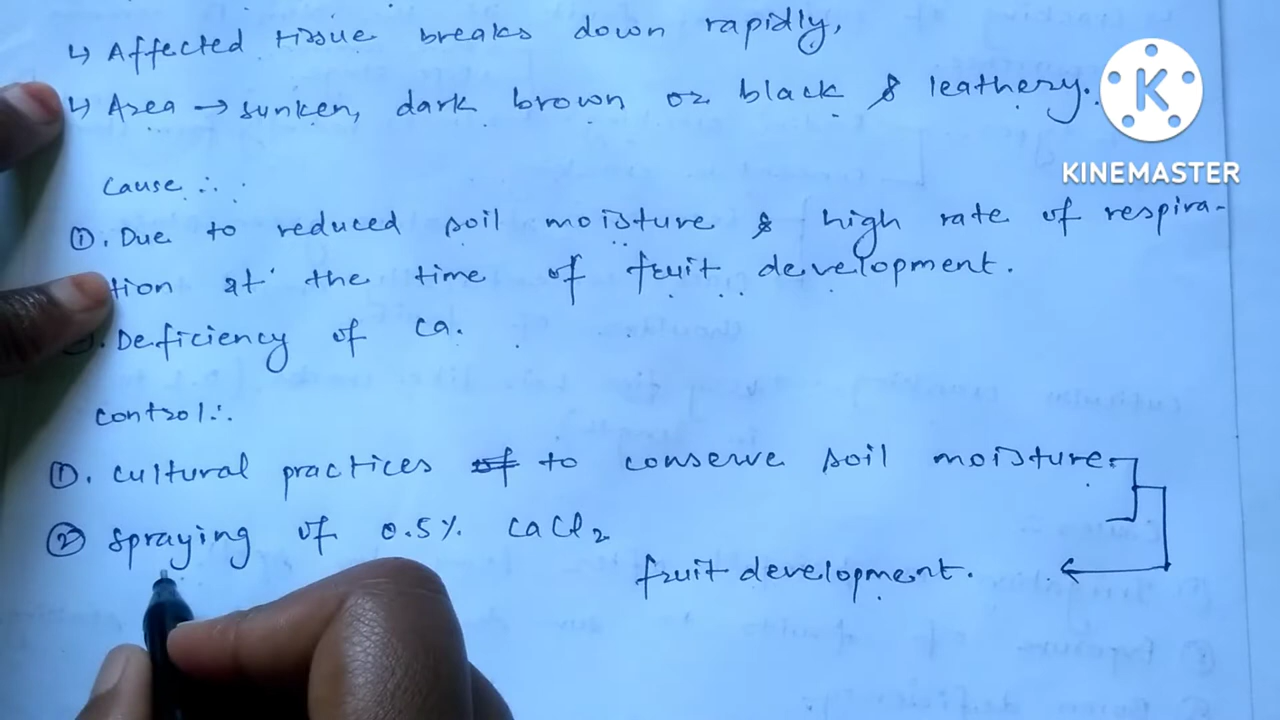 ↳ Affected tissue breaks down rapidly,
↳ Area → sunken, dark brown or black & leathery.
K
KINEMASTER
Cause ∴
①. Due to reduced soil moisture & high rate of respira-
tion at the time of fruit development.
. Deficiency of Ca.
Control ∴
①. Cultural practices of to conserve soil moisture.
② Spraying of 0.5% CaCl₂
fruit development.